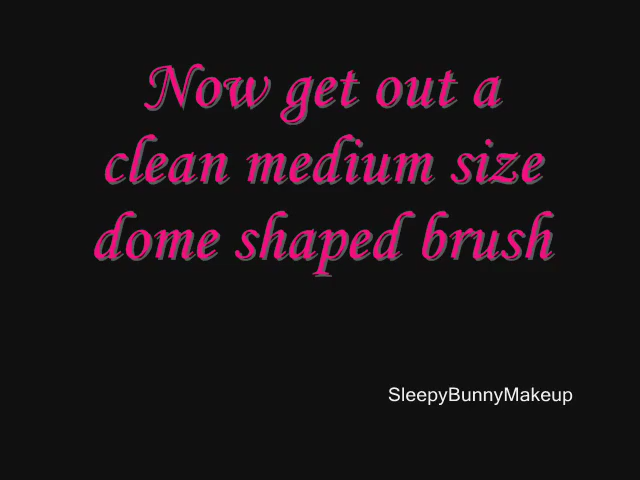 Now get out a
clean medium size
dome shaped brush
SleepyBunnyMakeup